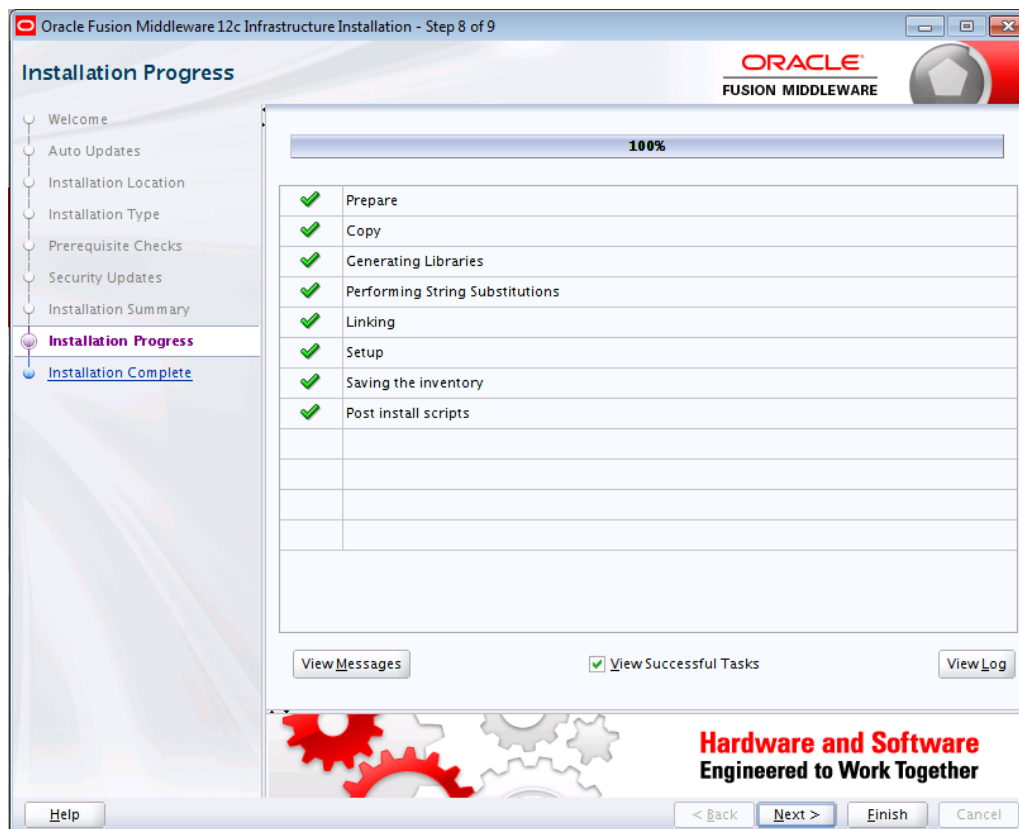 Oracle Fusion Middleware 12c Infrastructure Installation - Step 8 of 9
Installation Progress
ORACLE
FUSION MIDDLEWARE
Welcome
Auto Updates
Installation Location
Installation Type
Prerequisite Checks
Security Updates
Installation Summary
Installation Progress
Installation Complete
100%
Prepare
Copy
Generating Libraries
Performing String Substitutions
Linking
Setup
Saving the inventory
Post install scripts
View Messages
View Successful Tasks
View Log
Hardware and Software
Engineered to Work Together
Help
< Back
Next >
Finish
Cancel